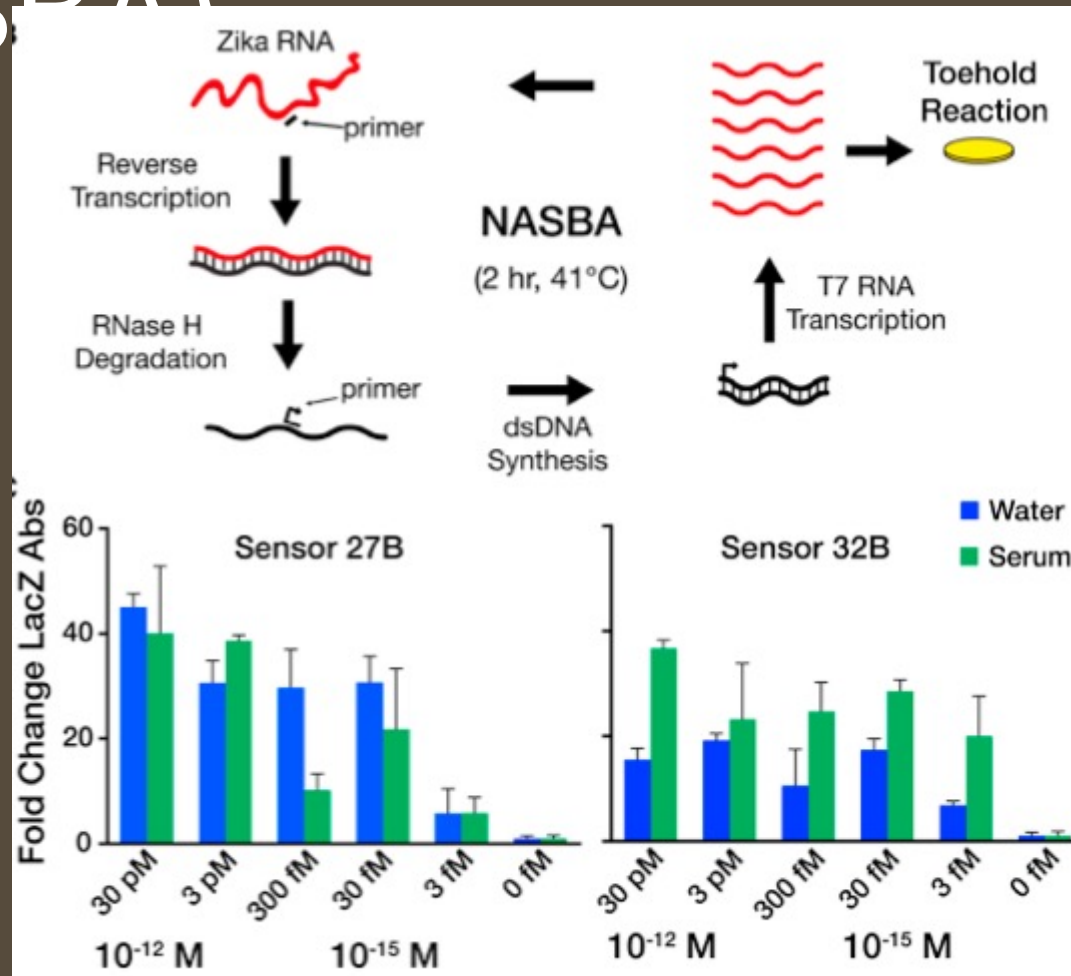 Zika RNA
primer
Reverse
Transcription
RNase H
Degradation
primer
NASBA
(2 hr, 41°C)
dsDNA
Synthesis
T7 RNA
Transcription
Toehold
Reaction
Water
Serum
Fold Change LacZ Abs
60
40
20
0
Sensor 27B
30 pM
3 pM
300 fM
30 fM
3 fM
0 fM
10⁻¹² M
10⁻¹⁵ M
Sensor 32B
30 pM
3 pM
300 fM
30 fM
3 fM
0 fM
10⁻¹² M
10⁻¹⁵ M